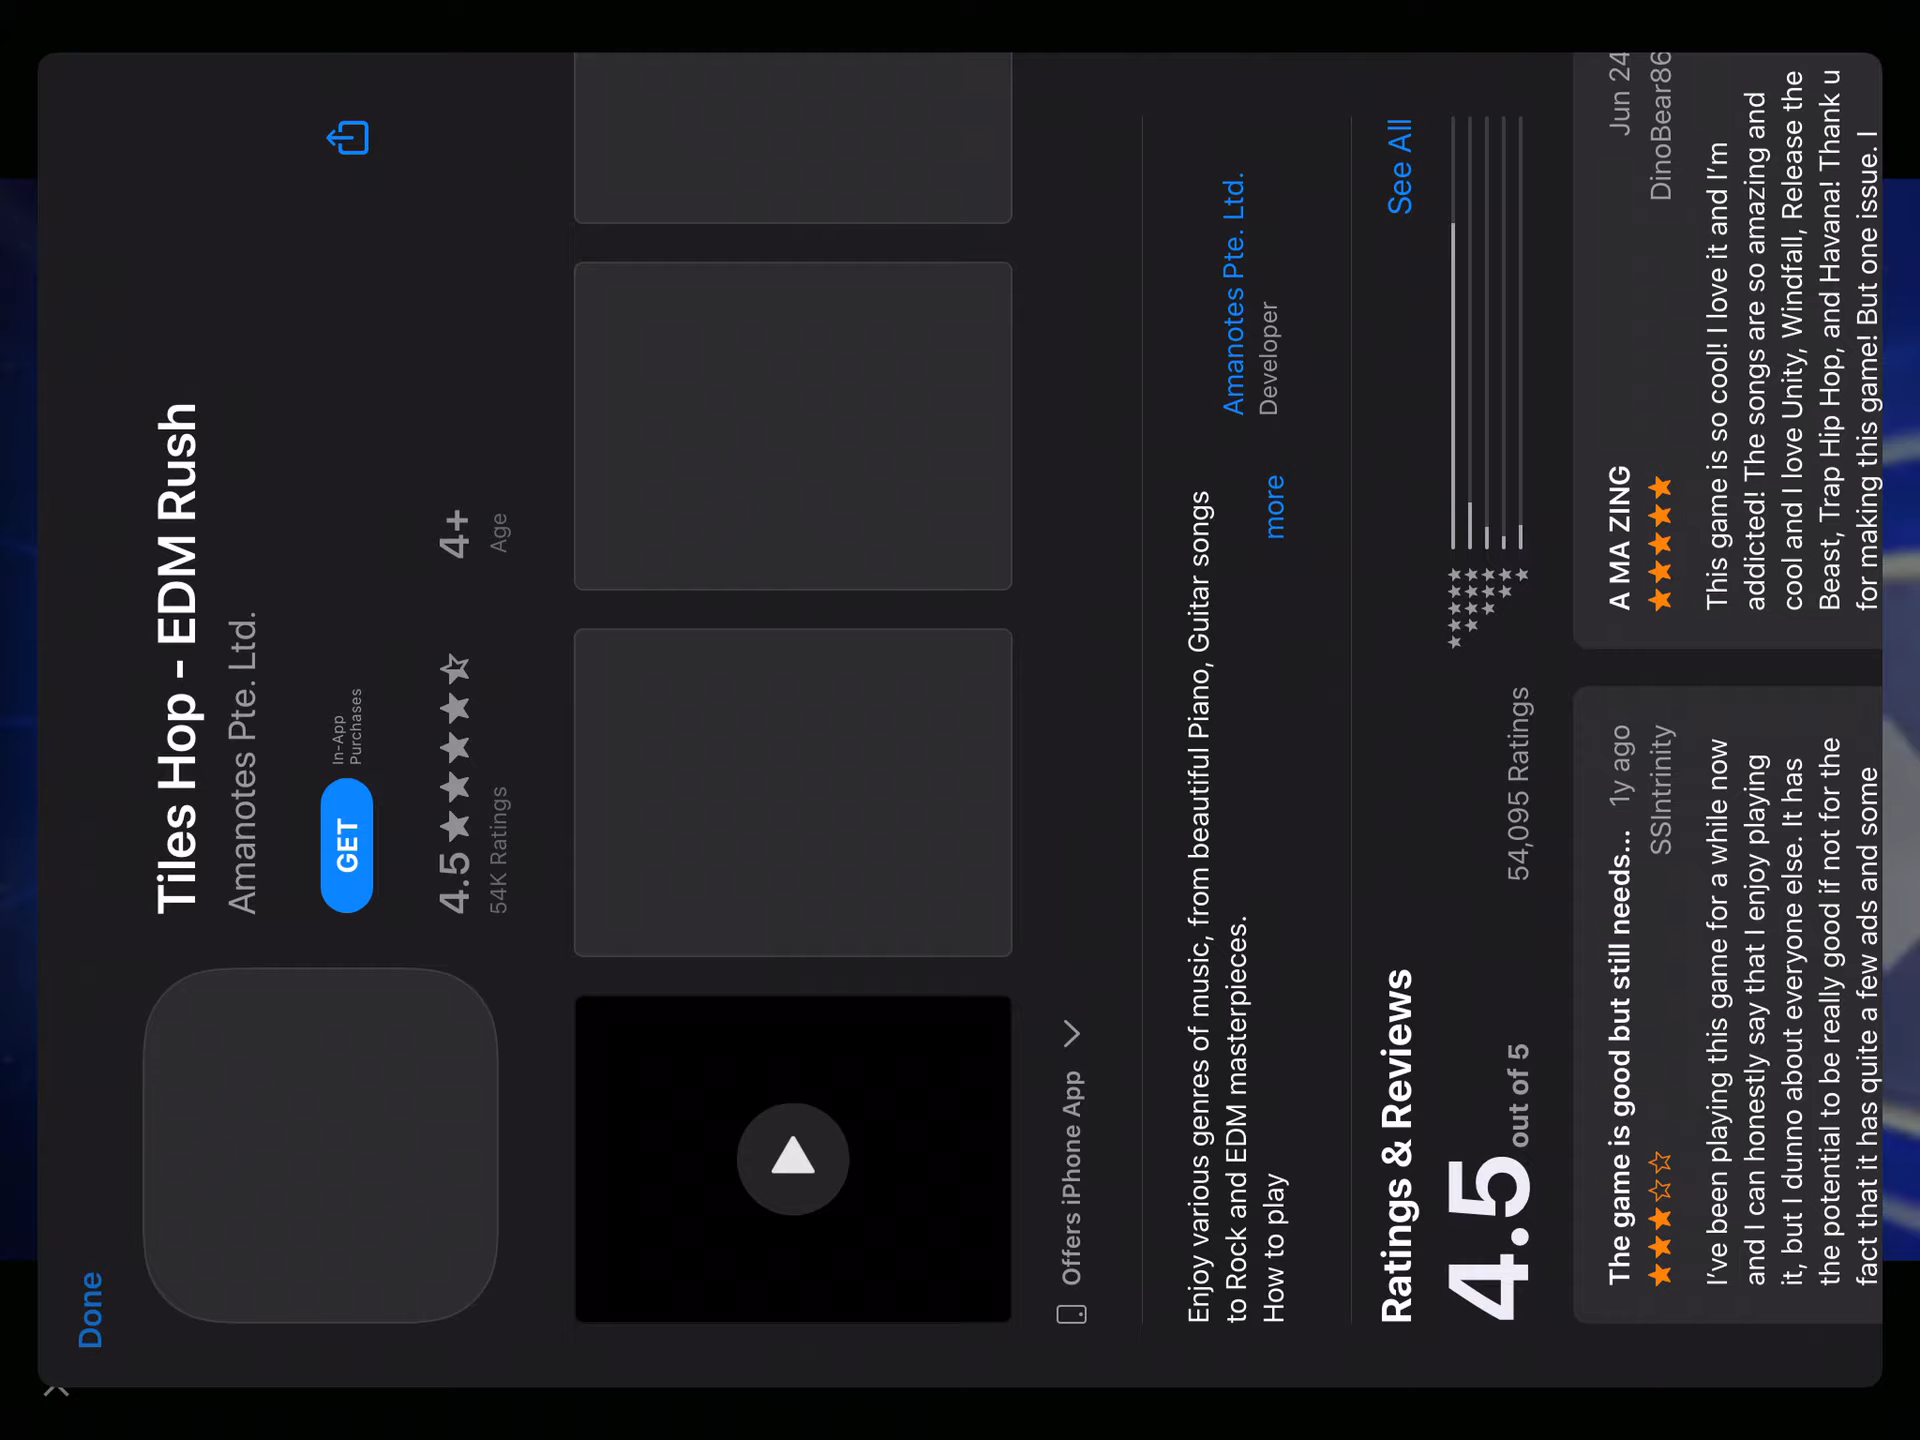 Done
Tiles Hop - EDM Rush
Amanotes Pte. Ltd.
GET
In-App
Purchases
4.5
54K Ratings
4+
Age
Offers iPhone App
Enjoy various genres of music, from beautiful Piano, Guitar songs
to Rock and EDM masterpieces.
How to play
more
Amanotes Pte. Ltd.
Developer
Ratings & Reviews
See All
4.5 out of 5
54,095 Ratings
The game is good but still needs...
1y ago
SSIntrinity
I've been playing this game for a while now
and I can honestly say that I enjoy playing
it, but I dunno about everyone else. It has
the potential to be really good if not for the
fact that it has quite a few ads and some
A MA ZING
Jun 24
DinoBear86
This game is so cool! I love it and I'm
addicted! The songs are so amazing and
cool and I love Unity, Windfall, Release the
Beast, Trap Hip Hop, and Havana! Thank u
for making this game! But one issue. I